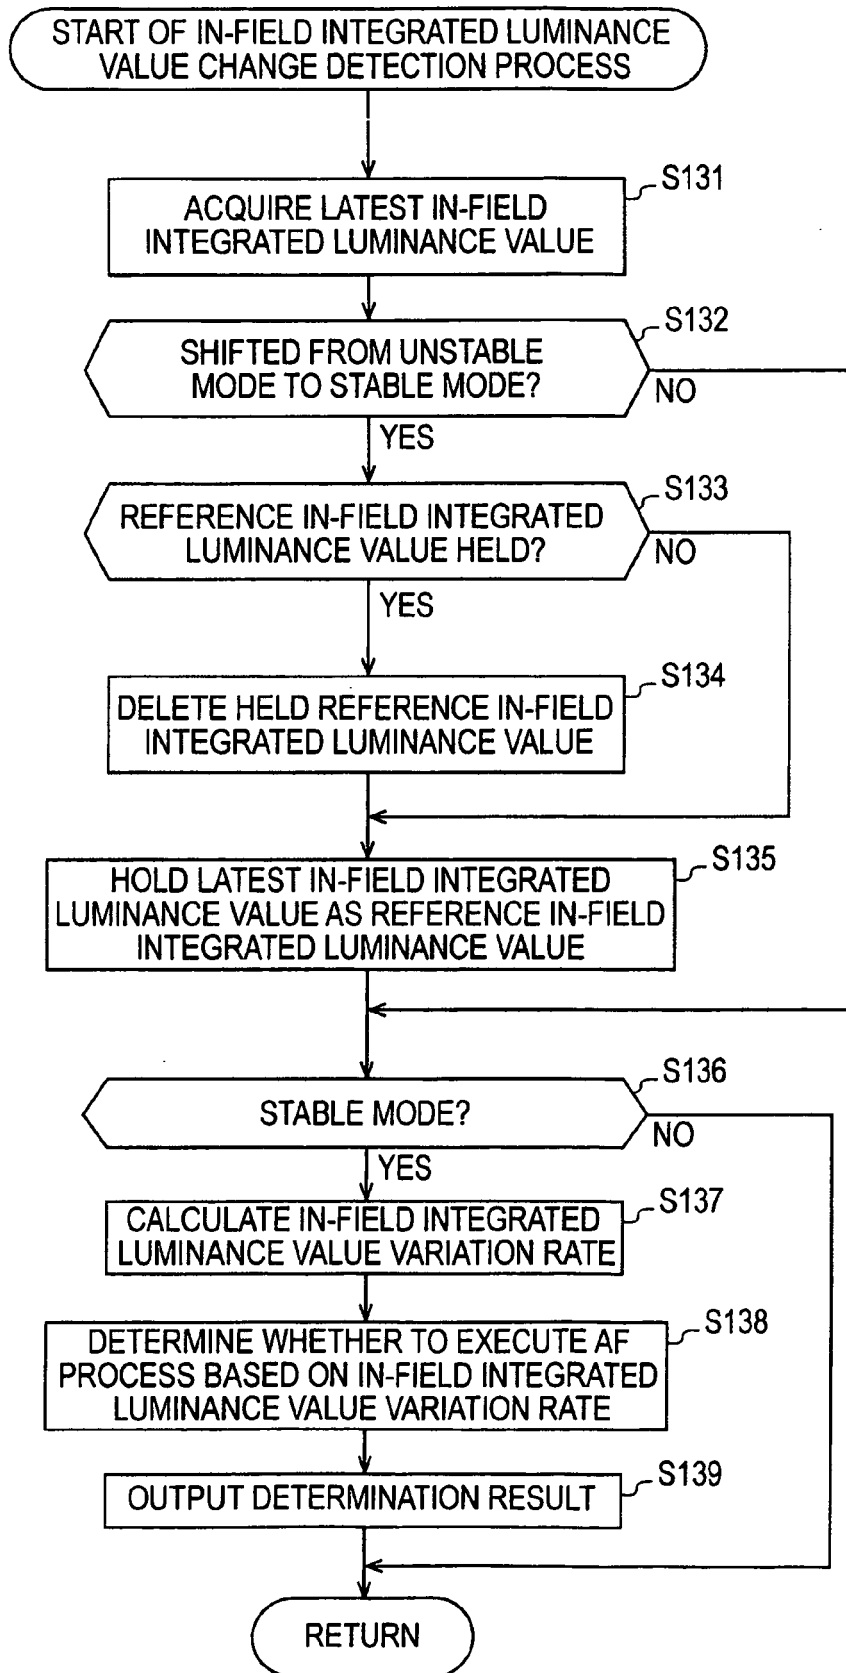 START OF IN-FIELD INTEGRATED LUMINANCE
VALUE CHANGE DETECTION PROCESS
S131
ACQUIRE LATEST IN-FIELD
INTEGRATED LUMINANCE VALUE
S132
SHIFTED FROM UNSTABLE
MODE TO STABLE MODE?
NO
YES
S133
REFERENCE IN-FIELD INTEGRATED
LUMINANCE VALUE HELD?
NO
YES
S134
DELETE HELD REFERENCE IN-FIELD
INTEGRATED LUMINANCE VALUE
S135
HOLD LATEST IN-FIELD INTEGRATED
LUMINANCE VALUE AS REFERENCE IN-FIELD
INTEGRATED LUMINANCE VALUE
S136
STABLE MODE?
NO
YES
S137
CALCULATE IN-FIELD INTEGRATED
LUMINANCE VALUE VARIATION RATE
S138
DETERMINE WHETHER TO EXECUTE AF
PROCESS BASED ON IN-FIELD INTEGRATED
LUMINANCE VALUE VARIATION RATE
S139
OUTPUT DETERMINATION RESULT
RETURN